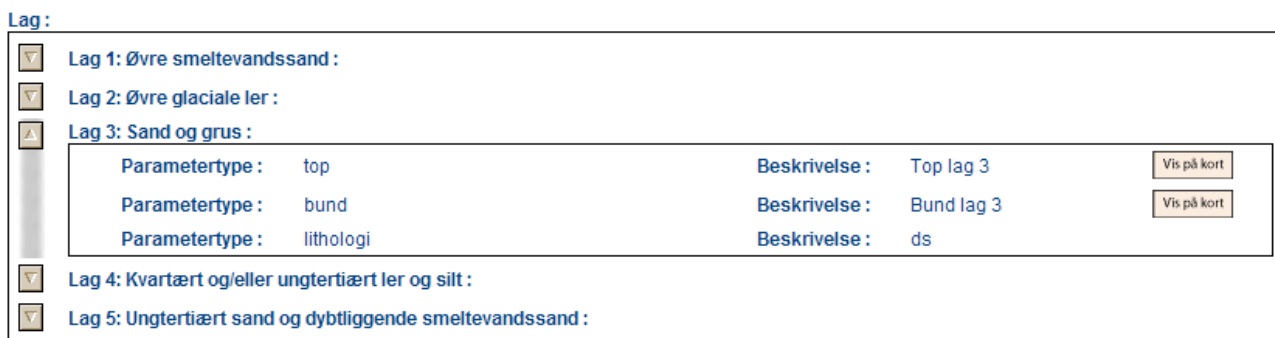 Lag :
Lag 1: Øvre smeltevandssand :
Lag 2: Øvre glaciale ler :
Lag 3: Sand og grus :
Parametertype : top Beskrivelse : Top lag 3 Vis på kort
Parametertype : bund Beskrivelse : Bund lag 3 Vis på kort
Parametertype : lithologi Beskrivelse : ds
Lag 4: Kvartært og/eller ungtertiært ler og silt :
Lag 5: Ungtertiært sand og dybtliggende smeltevandssand :